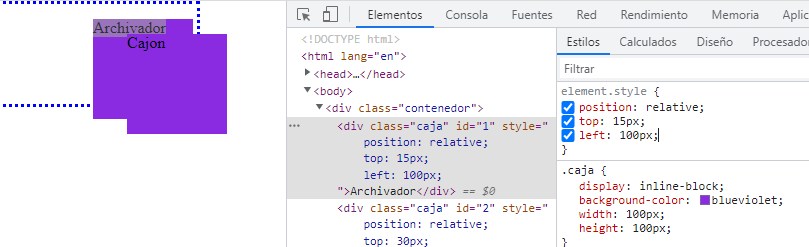 Archivador
Cajon
Elementos Consola Fuentes Red Rendimiento Memoria Aplic
<!DOCTYPE html>
<html lang="en">
<head>…</head>
<body>
<div class="contenedor">
<div class="caja" id="1" style="
position: relative;
top: 15px;
left: 100px;
">Archivador</div> == $0
<div class="caja" id="2" style="
position: relative;
top: 30px;
Estilos Calculados Diseño Procesador
Filtrar
element.style {
position: relative;
top: 15px;
left: 100px;
}
.caja {
display: inline-block;
background-color: blueviolet;
width: 100px;
height: 100px;
}